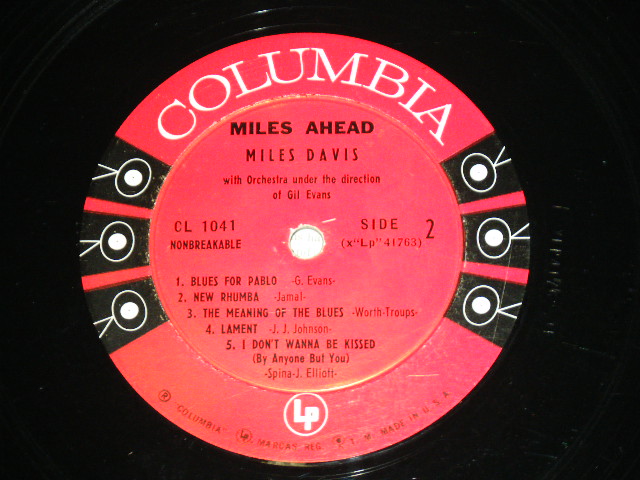 COLUMBIA
MILES AHEAD
MILES DAVIS
with Orchestra under the direction
of Gil Evans
CL 1041
NONBREAKABLE
SIDE 2
(x"Lp"41763)
1. BLUES FOR PABLO -G. Evans-
2. NEW RHUMBA -Jamal-
3. THE MEANING OF THE BLUES -Worth-Troups-
4. LAMENT -J. J. Johnson-
5. I DON'T WANNA BE KISSED
(By Anyone But You)
-Spina-J. Elliott-
Lp
® "COLUMBIA" Lp MARCAS REG. T. M. MADE IN U.S.A.